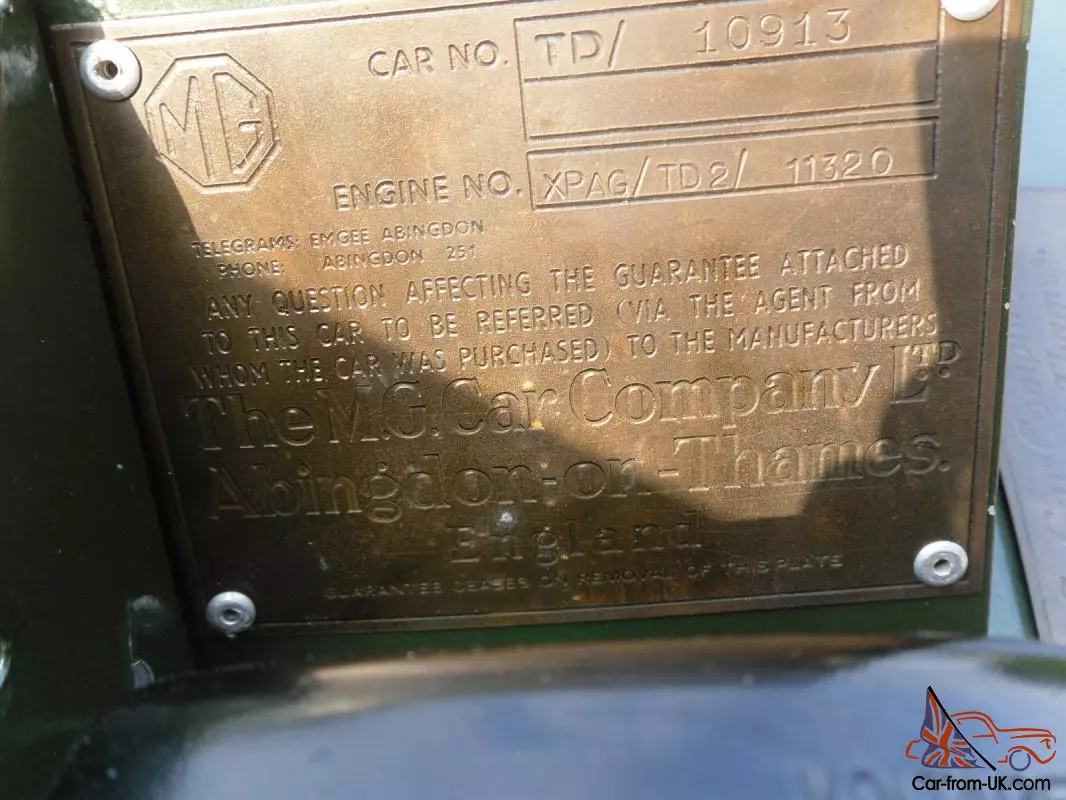 MG
CAR NO. TD/ 10913
ENGINE NO. XPAG/TD2/ 11320
TELEGRAMS: EMGEE ABINGDON
PHONE: ABINGDON 251
ANY QUESTION AFFECTING THE GUARANTEE ATTACHED
TO THIS CAR TO BE REFERRED (VIA THE AGENT FROM
WHOM THE CAR WAS PURCHASED) TO THE MANUFACTURERS
The M.G. Car Company LTD
Abingdon-on-Thames.
England
GUARANTEE CEASES ON REMOVAL OF THIS PLATE
Car-from-UK.com